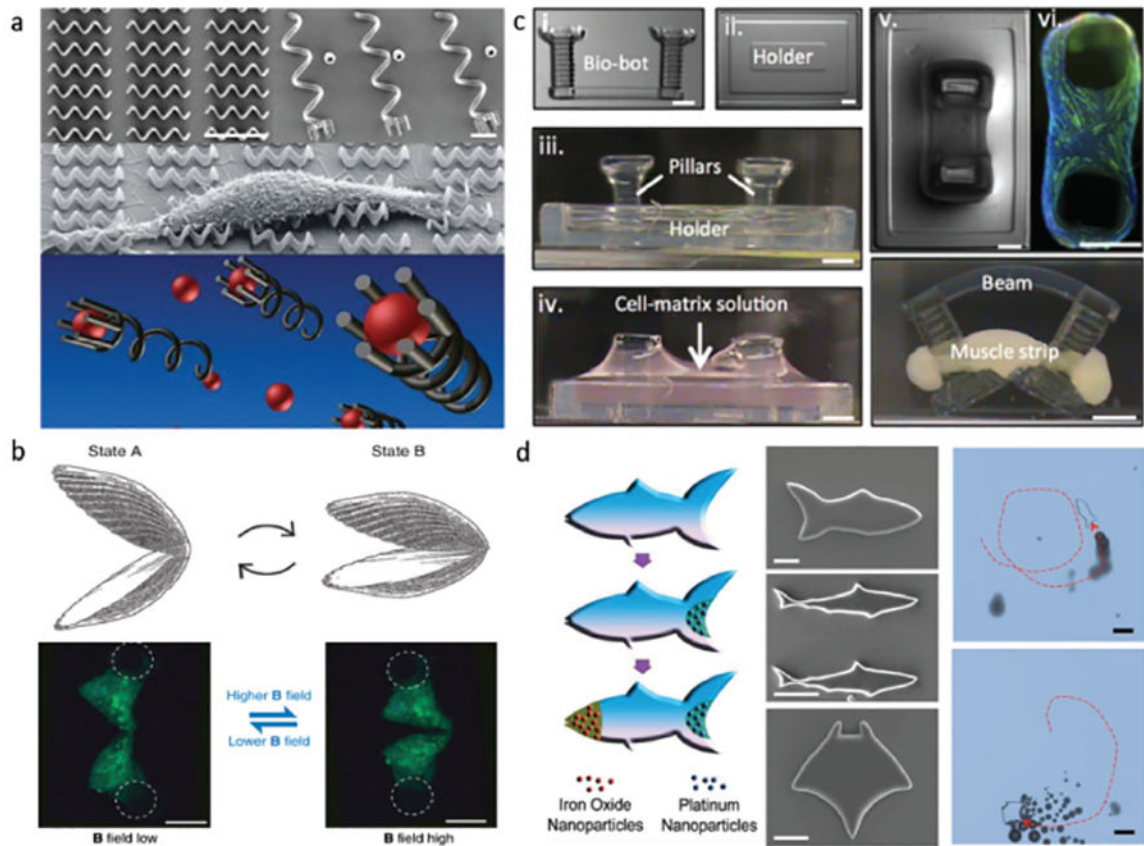 a
c
i.
Bio-bot
ii.
Holder
iii.
Pillars
Holder
iv.
Cell-matrix solution
v.
vi.
Beam
Muscle strip
b
State A
State B
Higher B field
Lower B field
B field low
B field high
d
Iron Oxide
Nanoparticles
Platinum
Nanoparticles